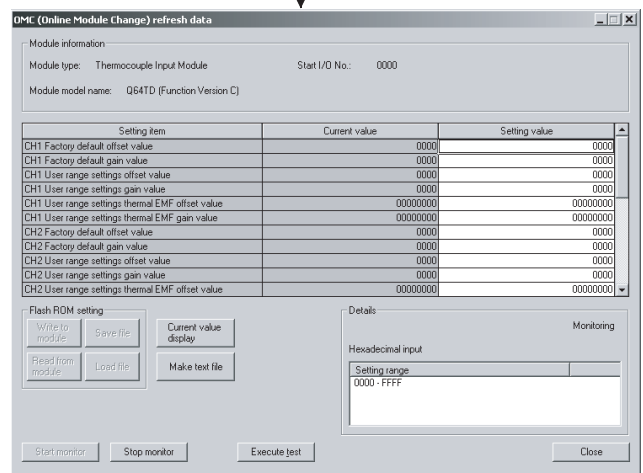 OMC (Online Module Change) refresh data
Module information
Module type: Thermocouple Input Module Start I/O No.: 0000
Module model name: Q64TD (Function Version C)
Setting item Current value Setting value
CH1 Factory default offset value 0000 0000
CH1 Factory default gain value 0000 0000
CH1 User range settings offset value 0000 0000
CH1 User range settings gain value 0000 0000
CH1 User range settings thermal EMF offset value 00000000 00000000
CH1 User range settings thermal EMF gain value 00000000 00000000
CH2 Factory default offset value 0000 0000
CH2 Factory default gain value 0000 0000
CH2 User range settings offset value 0000 0000
CH2 User range settings gain value 0000 0000
CH2 User range settings thermal EMF offset value 00000000 00000000
Flash ROM setting
Write to module Save file Current value display
Read from module Load file Make text file
Details
Monitoring
Hexadecimal input
Setting range
0000 - FFFF
Start monitor Stop monitor Execute test Close